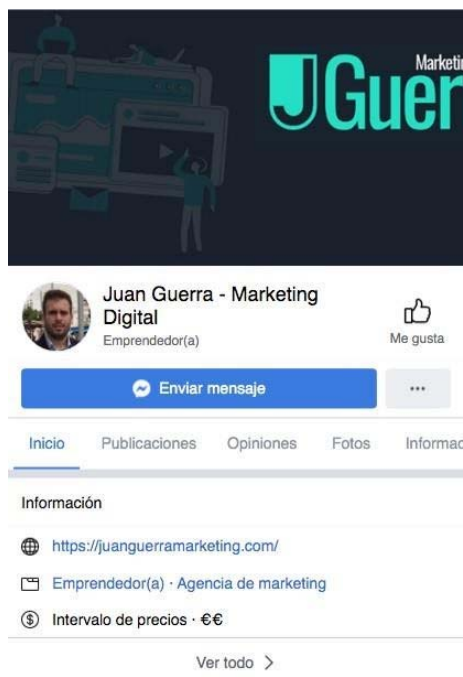 Marketin
JGuer
Juan Guerra - Marketing
Digital
Emprendedor(a)
Me gusta
Enviar mensaje
Inicio Publicaciones Opiniones Fotos Informac
Información
https://juanguerramarketing.com/
Emprendedor(a) · Agencia de marketing
Intervalo de precios · €€
Ver todo